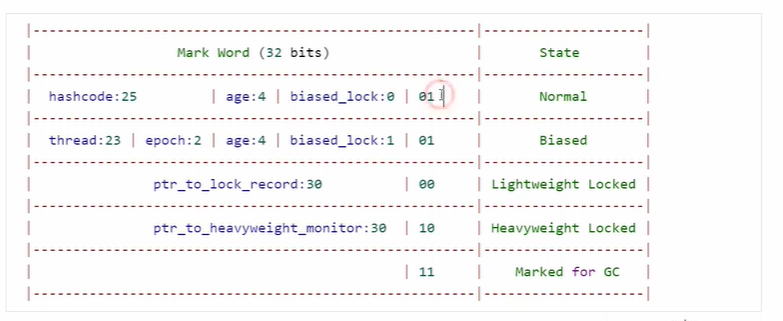 |-------------------------------------------------------|--------------------|
| Mark Word (32 bits) | State |
|-------------------------------------------------------|--------------------|
| hashcode:25 | age:4 | biased_lock:0 | 01 | Normal |
|-------------------------------------------------------|--------------------|
| thread:23 | epoch:2 | age:4 | biased_lock:1 | 01 | Biased |
|-------------------------------------------------------|--------------------|
| ptr_to_lock_record:30 | 00 | Lightweight Locked |
|-------------------------------------------------------|--------------------|
| ptr_to_heavyweight_monitor:30 | 10 | Heavyweight Locked |
|-------------------------------------------------------|--------------------|
| | 11 | Marked for GC |
|-------------------------------------------------------|--------------------|